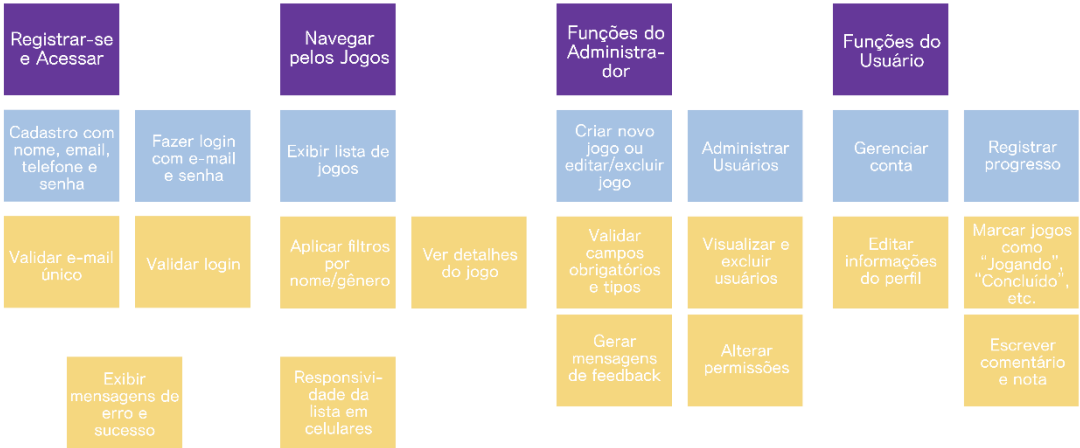 Registrar-se
e Acessar
Navegar
pelos Jogos
Funções do
Administra-
dor
Funções do
Usuário
Cadastro com
nome, email,
telefone e
senha
Fazer login
com e-mail
e senha
Exibir lista de
jogos
Criar novo
jogo ou
editar/excluir
jogo
Administrar
Usuários
Gerenciar
conta
Registrar
progresso
Validar e-mail
único
Validar login
Aplicar filtros
por
nome/gênero
Ver detalhes
do jogo
Validar
campos
obrigatórios
e tipos
Visualizar e
excluir
usuários
Editar
informações
do perfil
Marcar jogos
como
“Jogando”,
“Concluído”,
etc.
Gerar
mensagens
de feedback
Alterar
permissões
Escrever
comentário
e nota
Exibir
mensagens de
erro e
sucesso
Responsivi-
dade da
lista em
celulares